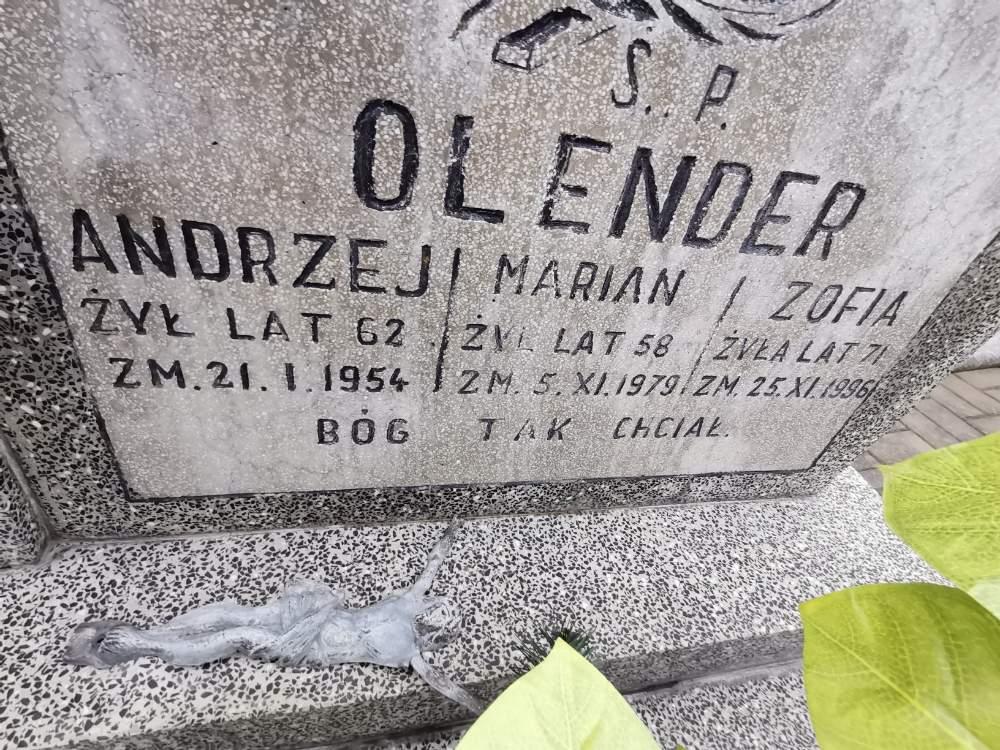 Ś. P.
OLENDER
ANDRZEJ MARIAN ZOFIA
ŻYŁ LAT 62 ŻYŁ LAT 58 ŻYŁA LAT 71
ZM. 21. I. 1954 ZM. 5. XI. 1979 ZM. 25. XI. 1996
BÓG TAK CHCIAŁ.